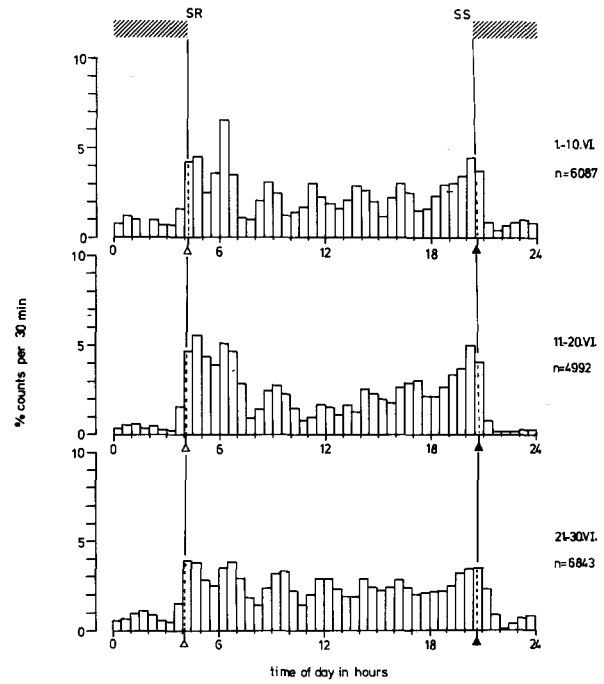 SR SS
10
5
0
0 6 12 18 24
1.-10.VI.
n=6087
10
5
0
0 6 12 18 24
11.-20.VI.
n=4992
10
5
0
0 6 12 18 24
21.-30.VI.
n=6843
% counts per 30 min
time of day in hours